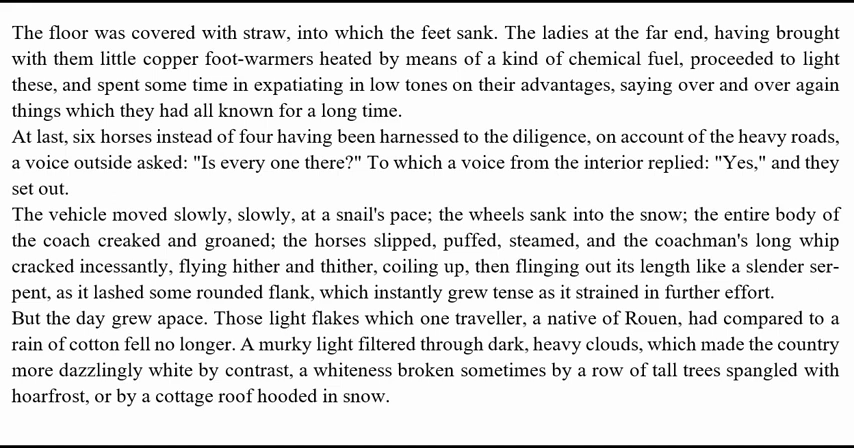 The floor was covered with straw, into which the feet sank. The ladies at the far end, having brought
with them little copper foot-warmers heated by means of a kind of chemical fuel, proceeded to light
these, and spent some time in expatiating in low tones on their advantages, saying over and over again
things which they had all known for a long time.
At last, six horses instead of four having been harnessed to the diligence, on account of the heavy roads,
a voice outside asked: "Is every one there?" To which a voice from the interior replied: "Yes," and they
set out.
The vehicle moved slowly, slowly, at a snail's pace; the wheels sank into the snow; the entire body of
the coach creaked and groaned; the horses slipped, puffed, steamed, and the coachman's long whip
cracked incessantly, flying hither and thither, coiling up, then flinging out its length like a slender ser-
pent, as it lashed some rounded flank, which instantly grew tense as it strained in further effort.
But the day grew apace. Those light flakes which one traveller, a native of Rouen, had compared to a
rain of cotton fell no longer. A murky light filtered through dark, heavy clouds, which made the country
more dazzlingly white by contrast, a whiteness broken sometimes by a row of tall trees spangled with
hoarfrost, or by a cottage roof hooded in snow.